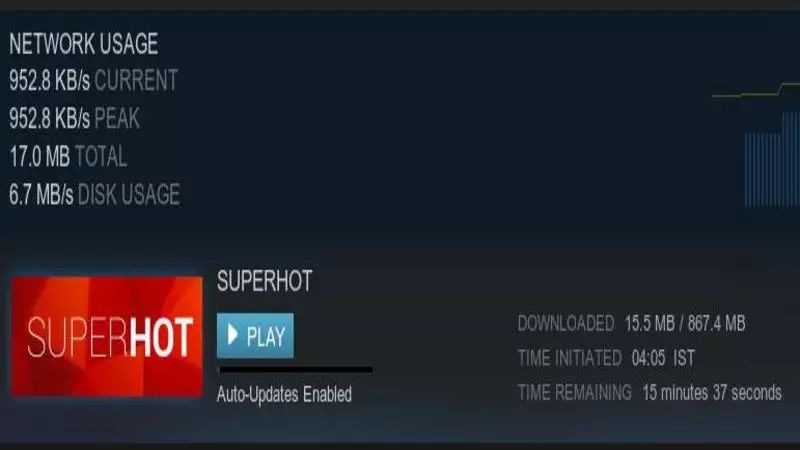 NETWORK USAGE
952.8 KB/s CURRENT
952.8 KB/s PEAK
17.0 MB TOTAL
6.7 MB/s DISK USAGE
SUPERHOT
SUPERHOT
PLAY
Auto-Updates Enabled
DOWNLOADED 15.5 MB / 867.4 MB
TIME INITIATED 04:05 IST
TIME REMAINING 15 minutes 37 seconds